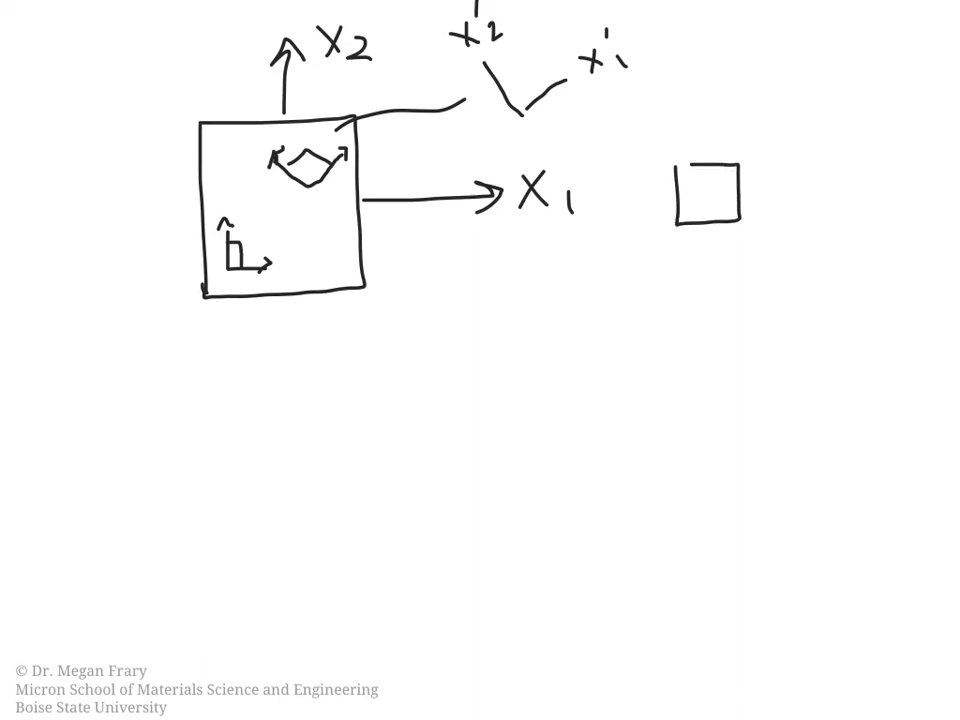 X2
x'2
x'1
X1
© Dr. Megan Frary
Micron School of Materials Science and Engineering
Boise State University